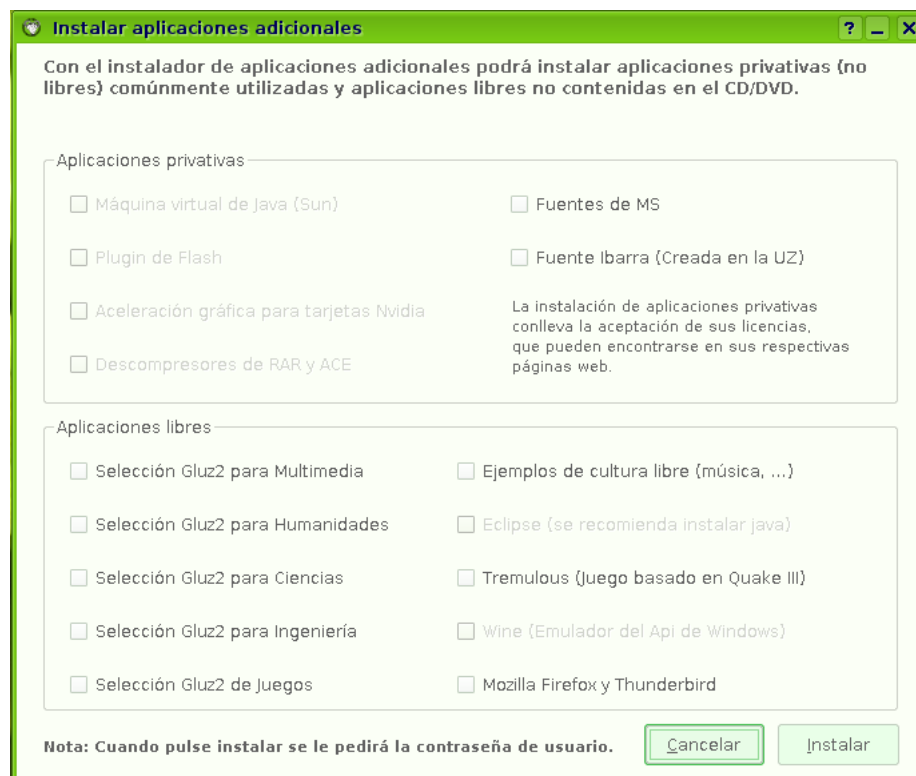 Instalar aplicaciones adicionales
Con el instalador de aplicaciones adicionales podrá instalar aplicaciones privativas (no
libres) comúnmente utilizadas y aplicaciones libres no contenidas en el CD/DVD.
Aplicaciones privativas
Máquina virtual de Java (Sun)
Plugin de Flash
Aceleración gráfica para tarjetas Nvidia
Descompresores de RAR y ACE
Fuentes de MS
Fuente Ibarra (Creada en la UZ)
La instalación de aplicaciones privativas
conlleva la aceptación de sus licencias,
que pueden encontrarse en sus respectivas
páginas web.
Aplicaciones libres
Selección Gluz2 para Multimedia
Selección Gluz2 para Humanidades
Selección Gluz2 para Ciencias
Selección Gluz2 para Ingeniería
Selección Gluz2 de Juegos
Ejemplos de cultura libre (música, ...)
Eclipse (se recomienda instalar java)
Tremulous (Juego basado en Quake III)
Wine (Emulador del Api de Windows)
Mozilla Firefox y Thunderbird
Nota: Cuando pulse instalar se le pedirá la contraseña de usuario.
Cancelar
Instalar